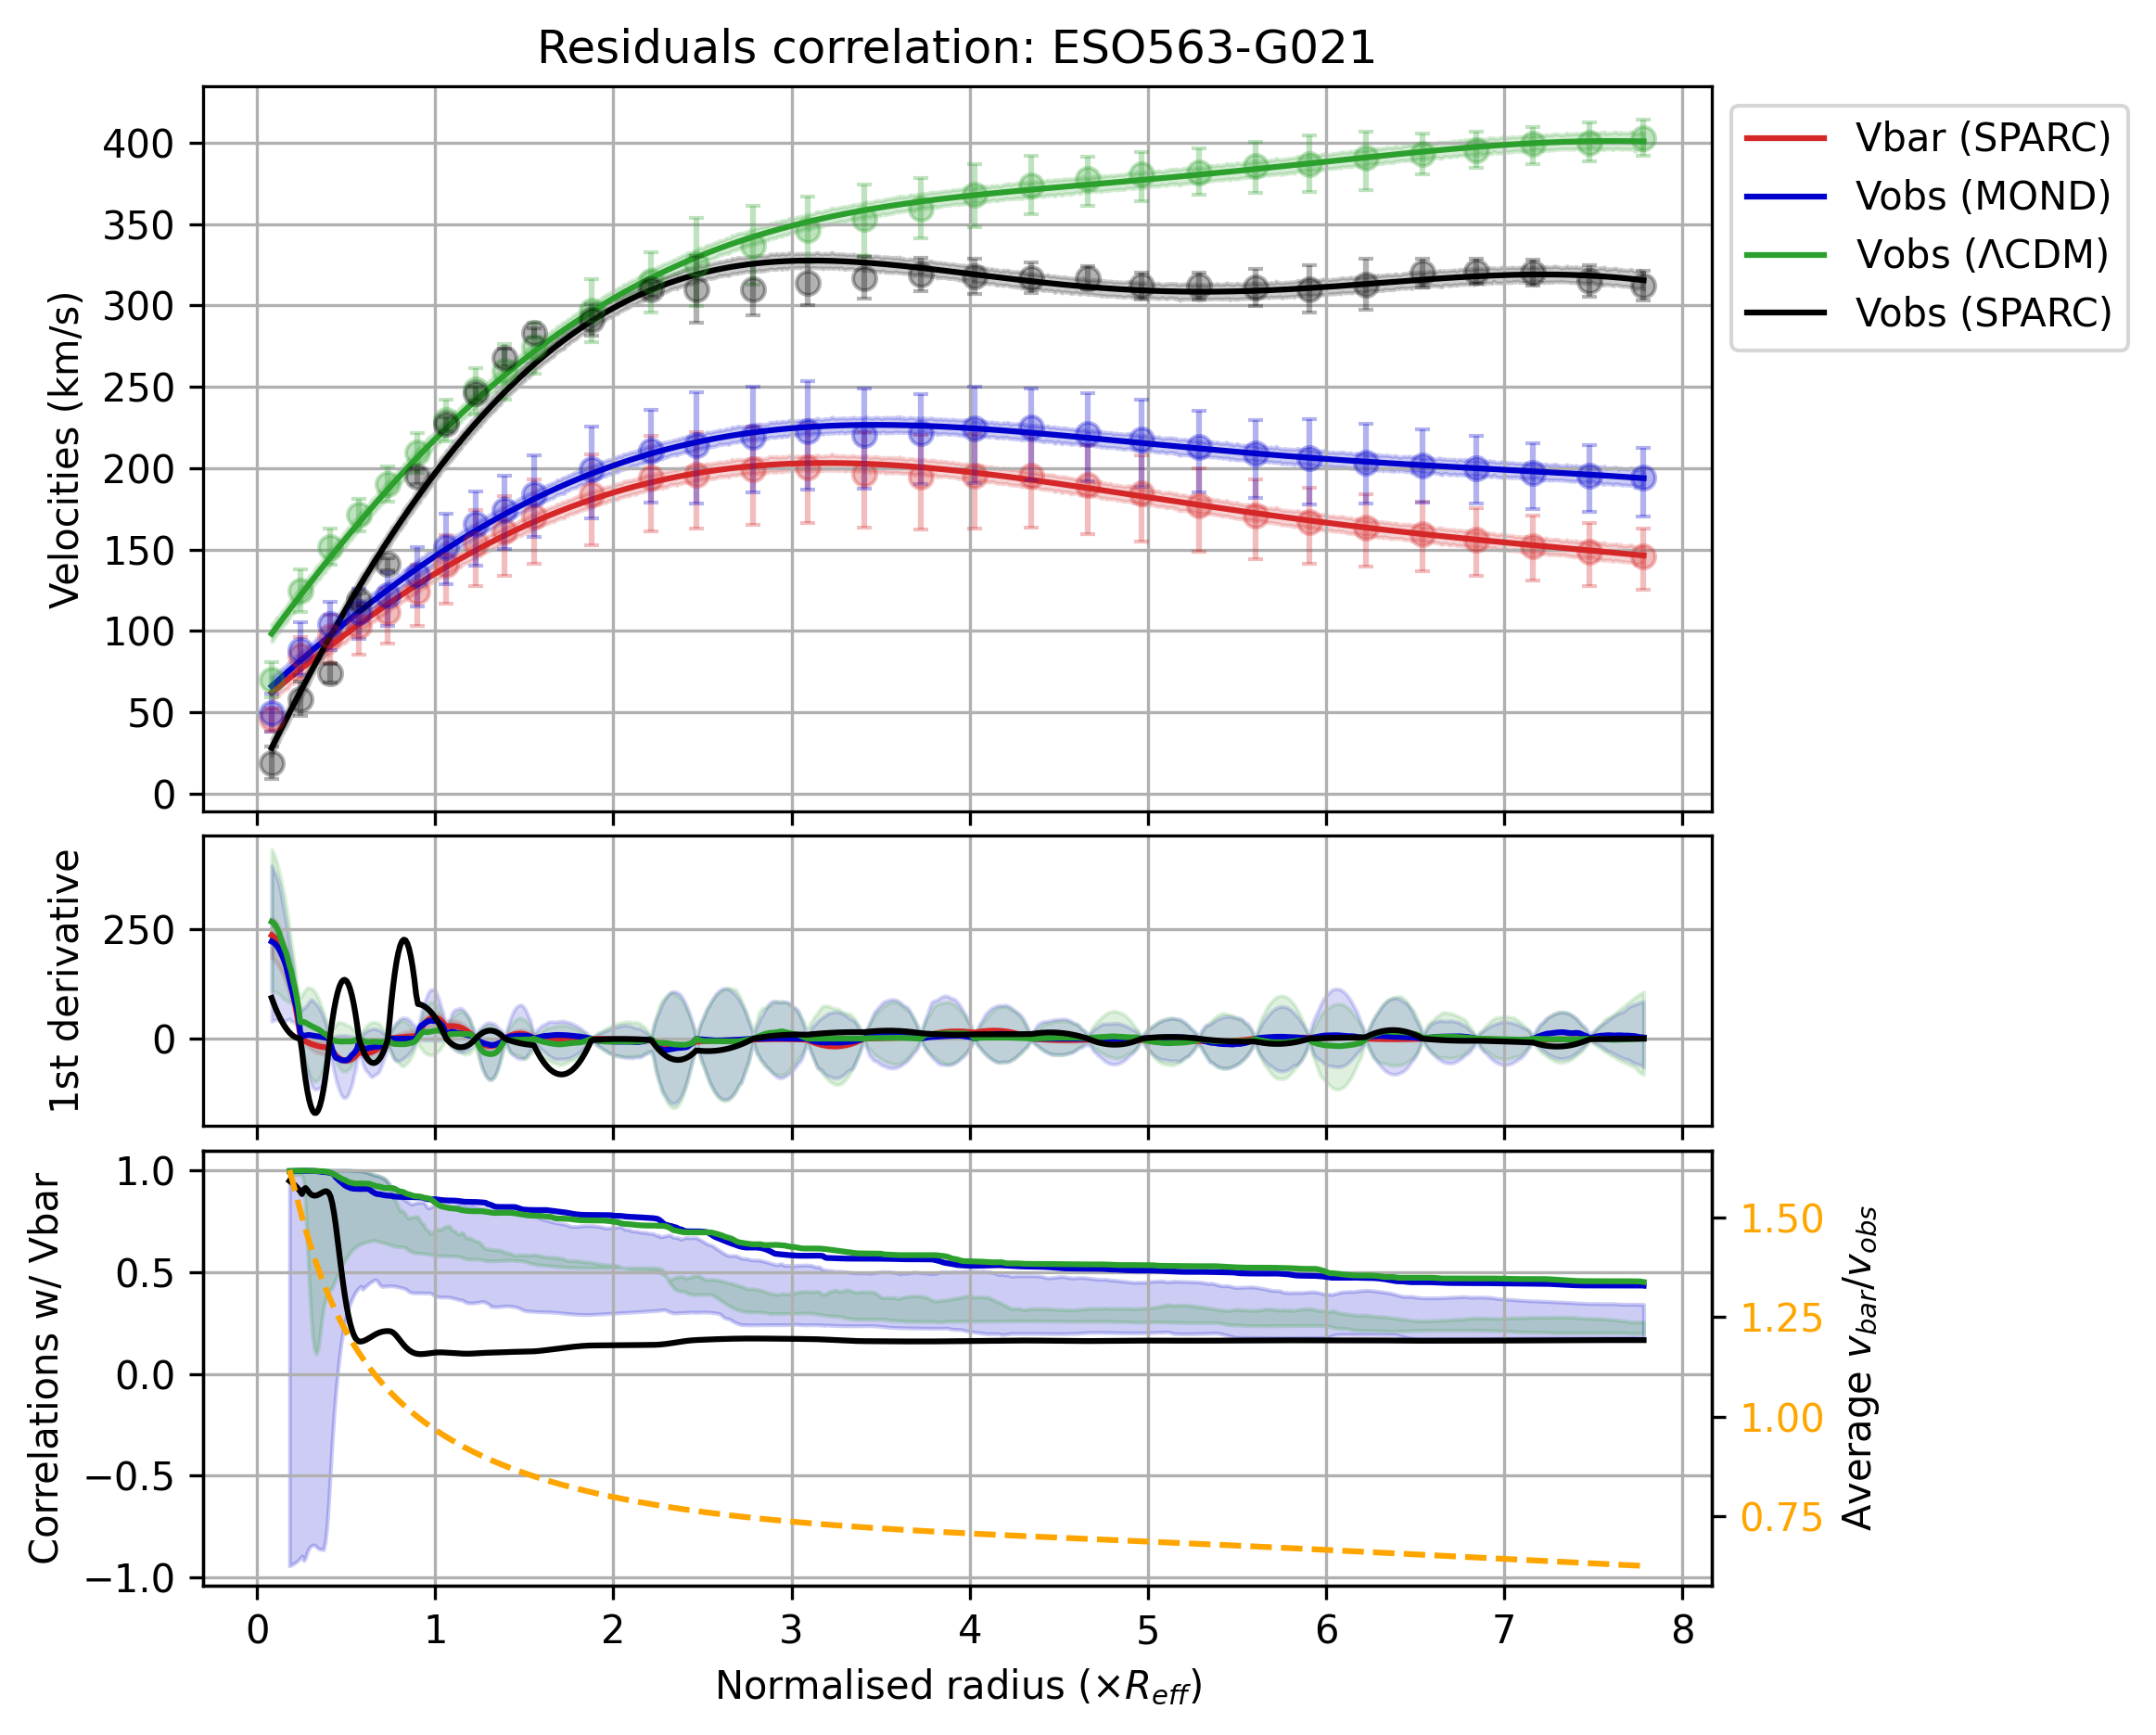 Residuals correlation: ESO563-G021
Velocities (km/s)
400
350
300
250
200
150
100
50
0
Vbar (SPARC)
Vobs (MOND)
Vobs (ΛCDM)
Vobs (SPARC)
1st derivative
250
0
Correlations w/ Vbar
1.0
0.5
0.0
−0.5
−1.0
1.50
1.25
1.00
0.75
Average v_bar/v_obs
0 1 2 3 4 5 6 7 8
Normalised radius (×R_eff)